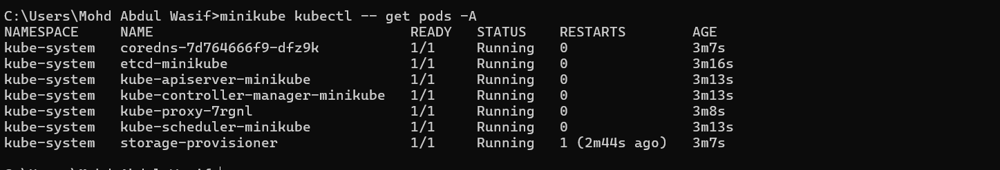 C:\Users\Mohd Abdul Wasif>minikube kubectl -- get pods -A
NAMESPACE NAME READY STATUS RESTARTS AGE
kube-system coredns-7d764666f9-dfz9k 1/1 Running 0 3m7s
kube-system etcd-minikube 1/1 Running 0 3m16s
kube-system kube-apiserver-minikube 1/1 Running 0 3m13s
kube-system kube-controller-manager-minikube 1/1 Running 0 3m13s
kube-system kube-proxy-7rgnl 1/1 Running 0 3m8s
kube-system kube-scheduler-minikube 1/1 Running 0 3m13s
kube-system storage-provisioner 1/1 Running 1 (2m44s ago) 3m7s